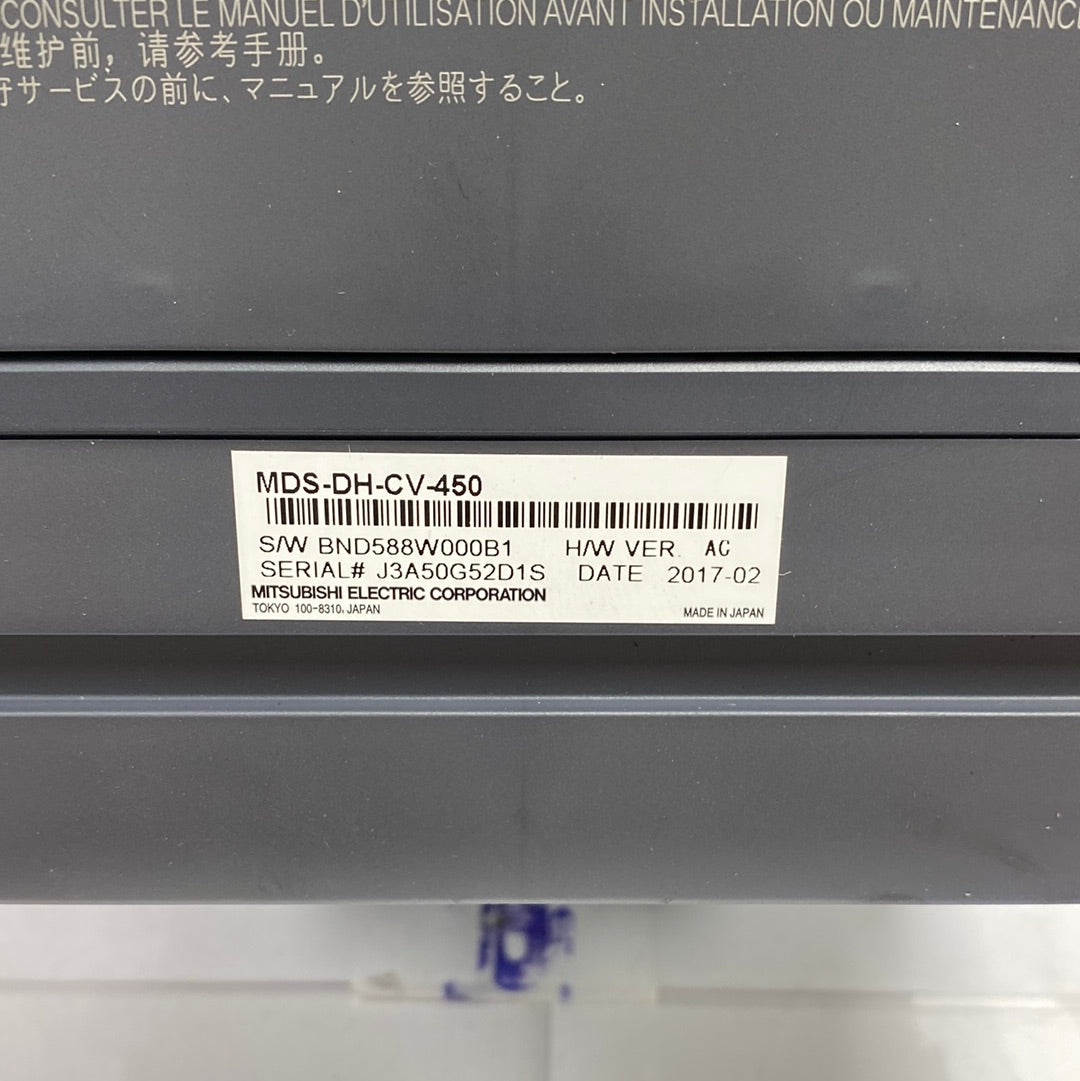 CONSULTER LE MANUEL D'UTILISATION AVANT INSTALLATION OU MAINTENANCE
维护前，请参考手册。
サービスの前に、マニュアルを参照すること。
MDS-DH-CV-450
S/W BND588W000B1 H/W VER. AC
SERIAL# J3A50G52D1S DATE 2017-02
MITSUBISHI ELECTRIC CORPORATION
TOKYO 100-8310, JAPAN MADE IN JAPAN